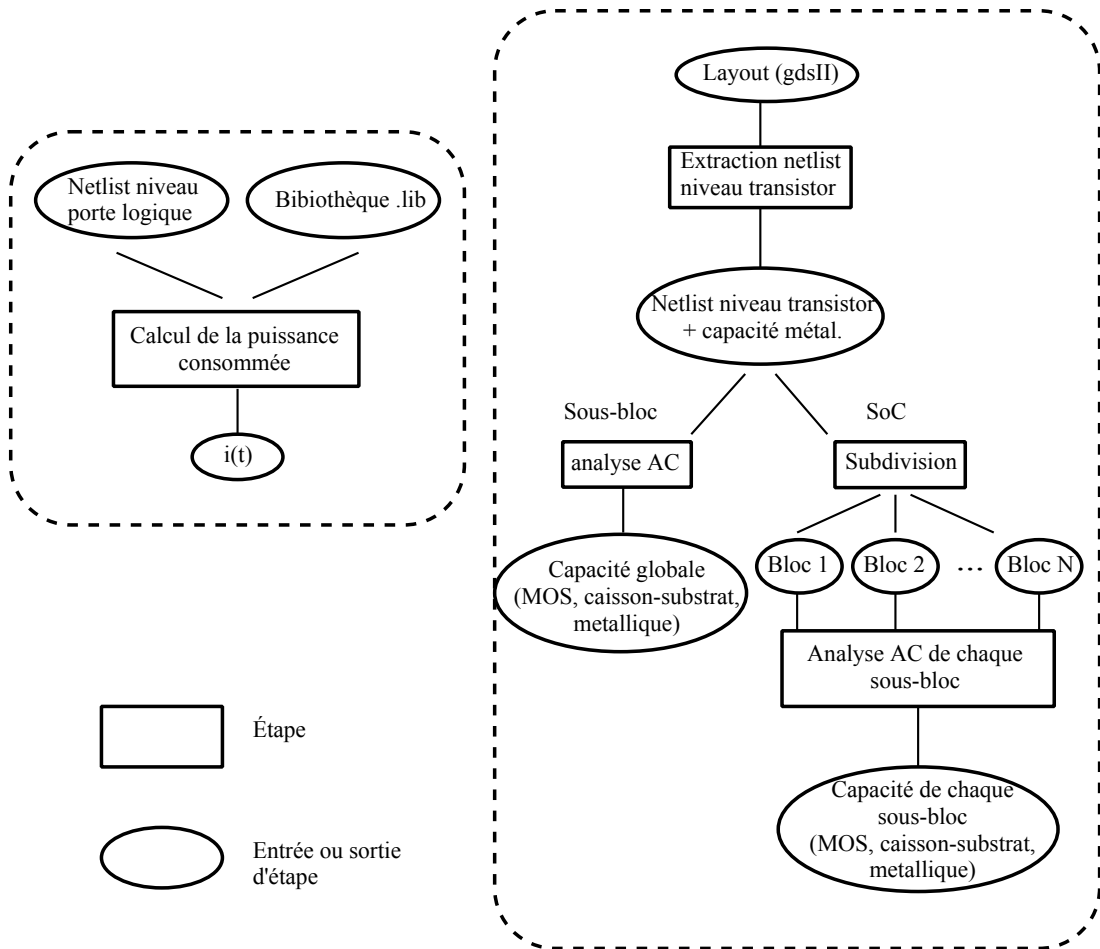 Netlist niveau
porte logique
Bibiothèque .lib
Calcul de la puissance
consommée
i(t)
Étape
Entrée ou sortie
d'étape
Layout (gdsII)
Extraction netlist
niveau transistor
Netlist niveau transistor
+ capacité métal.
Sous-bloc
SoC
analyse AC
Subdivision
Capacité globale
(MOS, caisson-substrat,
metallique)
Bloc 1
Bloc 2
...
Bloc N
Analyse AC de chaque
sous-bloc
Capacité de chaque
sous-bloc
(MOS, caisson-substrat,
metallique)